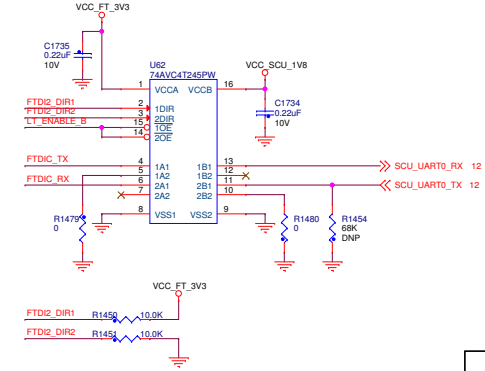 VCC_FT_3V3
C1735
0.22uF
10V
U62
74AVC4T245PW
VCC_SCU_1V8
C1734
0.22uF
10V
1 VCCA VCCB 16
FTDI2_DIR1 2 1DIR
FTDI2_DIR2 3 2DIR
LT_ENABLE_B 15 1OE
14 2OE
FTDIC_TX 4 1A1 1B1 13 SCU_UART0_RX 12
5 1A2 1B2 12
FTDIC_RX 6 2A1 2B1 11 SCU_UART0_TX 12
7 2A2 2B2 10
8 VSS1 VSS2 9
R1479
0
R1480
0
R1454
68K
DNP
VCC_FT_3V3
FTDI2_DIR1 R1450 10.0K
FTDI2_DIR2 R1451 10.0K